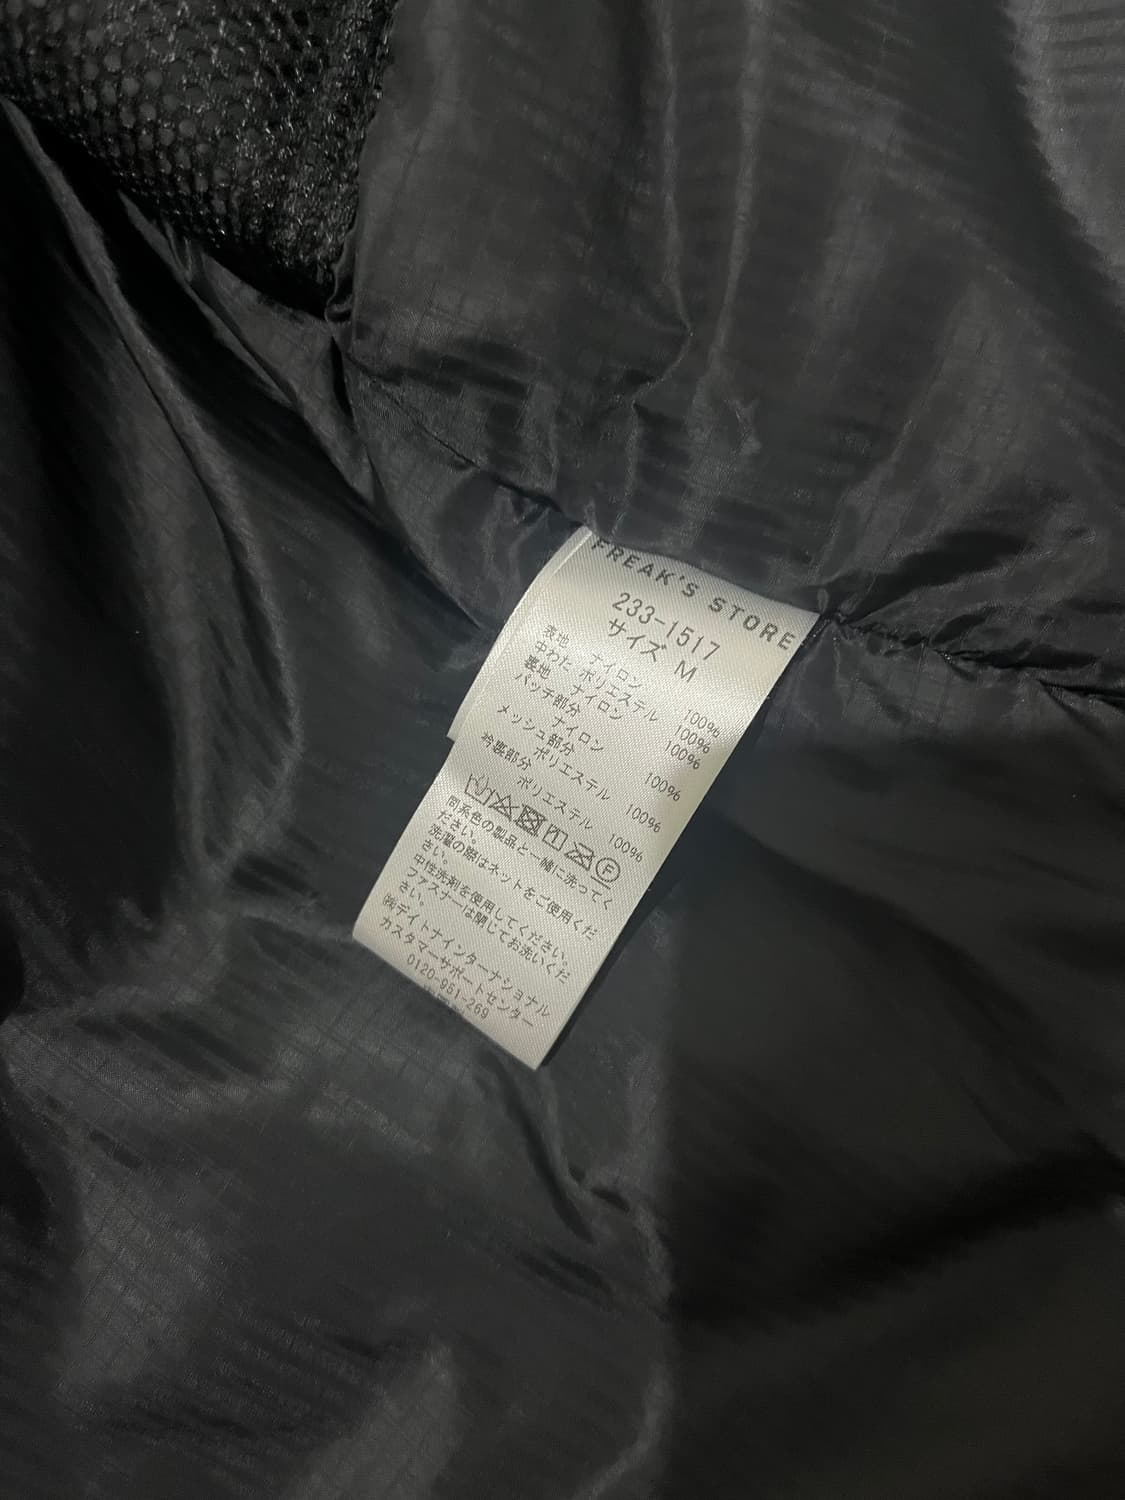 FREAK'S STORE
233-1517
サイズ M
表地 ナイロン 100%
中わた ポリエステル 100%
裏地 ナイロン 100%
パッチ部分
ナイロン 100%
メッシュ部分
ポリエステル 100%
衿裏部分
ポリエステル 100%
F
同系色の製品と一緒に洗ってく
ださい。
洗濯の際はネットをご使用くだ
さい。
中性洗剤を使用してください。
ファスナーは閉じてお洗いくだ
さい。
㈱デイトナインターナショナル
カスタマーサポートセンター
0120-951-269